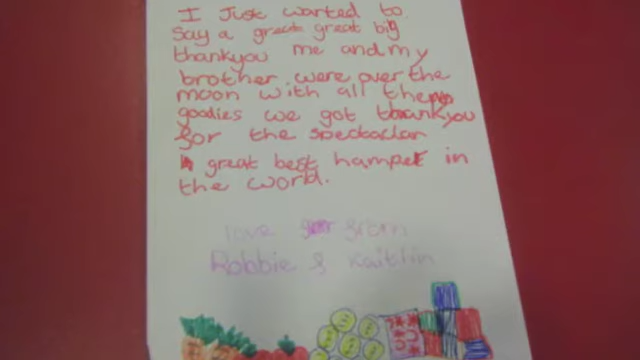 I Just wanted to
Say a great great big
thankyou me and my
brother were over the
moon with all the
goodies we got thankyou
for the spectaclar
great best hamper in
the world.
love from
Robbie & Kaitlin